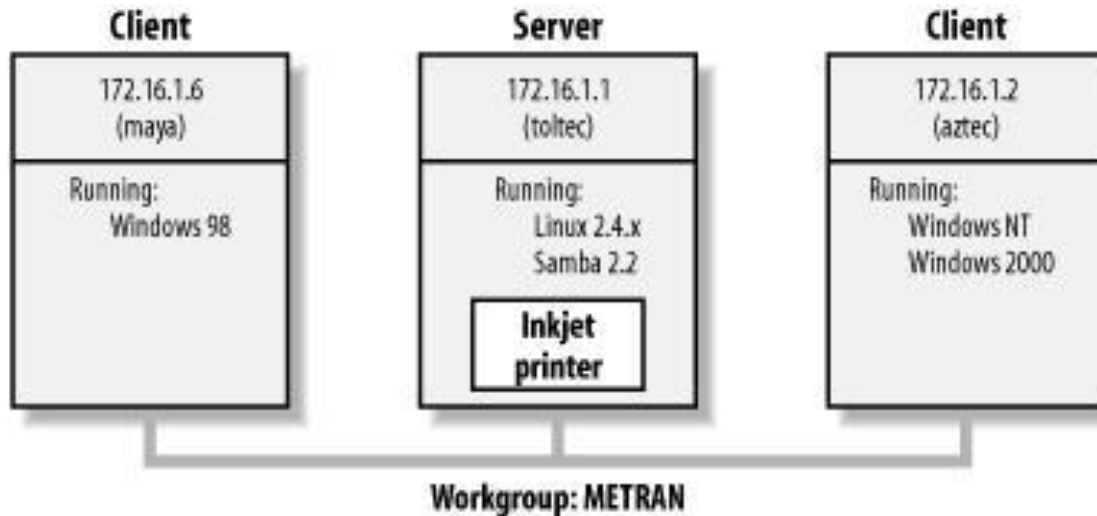 Client
172.16.1.6
(maya)
Running:
Windows 98
Server
172.16.1.1
(toltec)
Running:
Linux 2.4.x
Samba 2.2
Inkjet
printer
Client
172.16.1.2
(aztec)
Running:
Windows NT
Windows 2000
Workgroup: METRAN